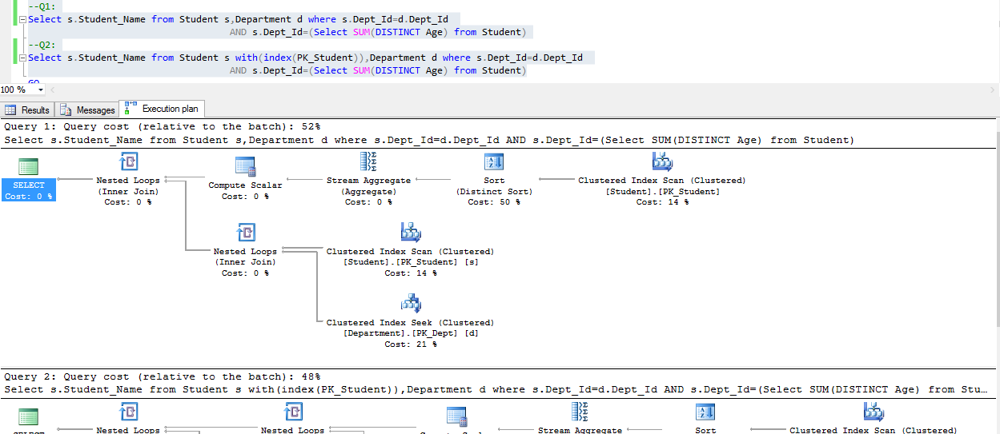 --Q1:
Select s.Student_Name from Student s,Department d where s.Dept_Id=d.Dept_Id
AND s.Dept_Id=(Select SUM(DISTINCT Age) from Student)
--Q2:
Select s.Student_Name from Student s with(index(PK_Student)),Department d where s.Dept_Id=d.Dept_Id
AND s.Dept_Id=(Select SUM(DISTINCT Age) from Student)
GO
100 %
Results Messages Execution plan
Query 1: Query cost (relative to the batch): 52%
Select s.Student_Name from Student s,Department d where s.Dept_Id=d.Dept_Id AND s.Dept_Id=(Select SUM(DISTINCT Age) from Student)
SELECT
Cost: 0 %
Nested Loops
(Inner Join)
Cost: 0 %
Compute Scalar
Cost: 0 %
Stream Aggregate
(Aggregate)
Cost: 0 %
Sort
(Distinct Sort)
Cost: 50 %
Clustered Index Scan (Clustered)
[Student].[PK_Student]
Cost: 14 %
Nested Loops
(Inner Join)
Cost: 0 %
Clustered Index Scan (Clustered)
[Student].[PK_Student] [s]
Cost: 14 %
Clustered Index Seek (Clustered)
[Department].[PK_Dept] [d]
Cost: 21 %
Query 2: Query cost (relative to the batch): 48%
Select s.Student_Name from Student s with(index(PK_Student)),Department d where s.Dept_Id=d.Dept_Id AND s.Dept_Id=(Select SUM(DISTINCT Age) from Stu…
SELECT
Nested Loops
Nested Loops
Compute Scalar
Stream Aggregate
Sort
Clustered Index Scan (Clustered)